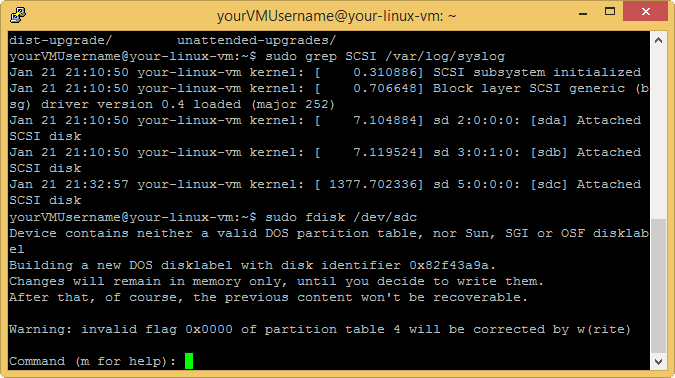 yourVMUsername@your-linux-vm: ~
dist-upgrade/        unattended-upgrades/
yourVMUsername@your-linux-vm:~$ sudo grep SCSI /var/log/syslog
Jan 21 21:10:50 your-linux-vm kernel: [    0.310886] SCSI subsystem initialized
Jan 21 21:10:50 your-linux-vm kernel: [    0.706648] Block layer SCSI generic (b
sg) driver version 0.4 loaded (major 252)
Jan 21 21:10:50 your-linux-vm kernel: [    7.104884] sd 2:0:0:0: [sda] Attached
SCSI disk
Jan 21 21:10:50 your-linux-vm kernel: [    7.119524] sd 3:0:1:0: [sdb] Attached
SCSI disk
Jan 21 21:32:57 your-linux-vm kernel: [ 1377.702336] sd 5:0:0:0: [sdc] Attached
SCSI disk
yourVMUsername@your-linux-vm:~$ sudo fdisk /dev/sdc
Device contains neither a valid DOS partition table, nor Sun, SGI or OSF disklab
el
Building a new DOS disklabel with disk identifier 0x82f43a9a.
Changes will remain in memory only, until you decide to write them.
After that, of course, the previous content won't be recoverable.
Warning: invalid flag 0x0000 of partition table 4 will be corrected by w(rite)
Command (m for help):